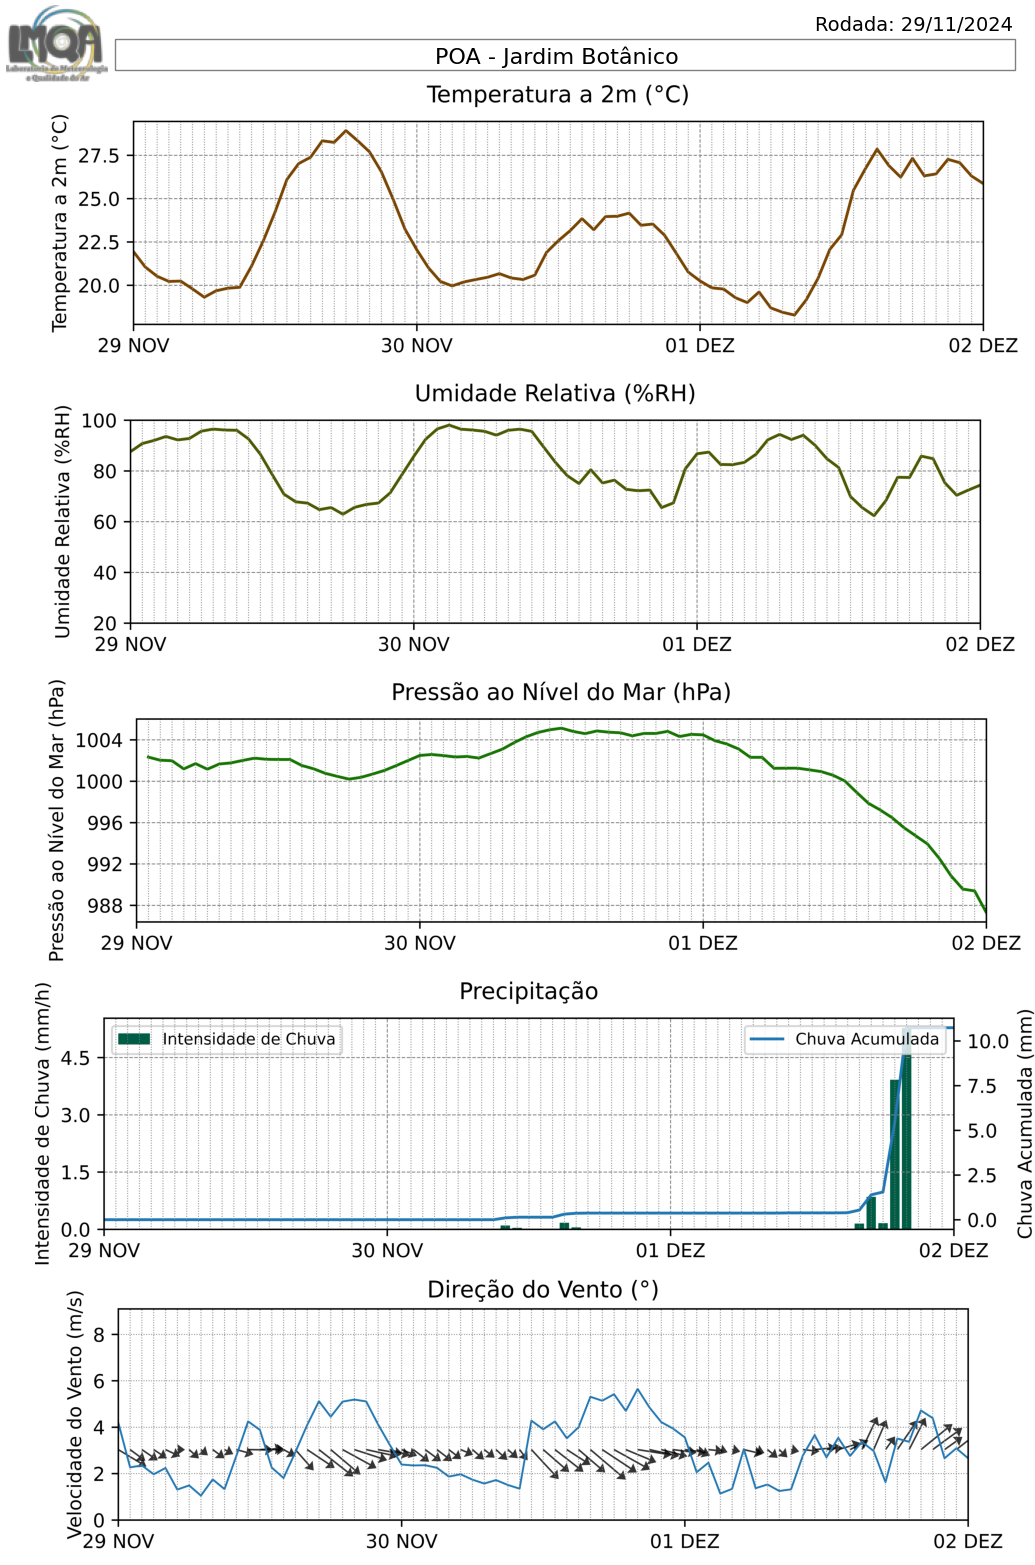 LMQA
Laboratório de Meteorologia
e Qualidade do Ar
Rodada: 29/11/2024
POA - Jardim Botânico
Temperatura a 2m (°C)
Temperatura a 2m (°C)
27.5
25.0
22.5
20.0
29 NOV 30 NOV 01 DEZ 02 DEZ
Umidade Relativa (%RH)
Umidade Relativa (%RH)
100
80
60
40
20
29 NOV 30 NOV 01 DEZ 02 DEZ
Pressão ao Nível do Mar (hPa)
Pressão ao Nível do Mar (hPa)
1004
1000
996
992
988
29 NOV 30 NOV 01 DEZ 02 DEZ
Precipitação
Intensidade de Chuva (mm/h)
Intensidade de Chuva
Chuva Acumulada
4.5
3.0
1.5
0.0
10.0
7.5
5.0
2.5
0.0
Chuva Acumulada (mm)
29 NOV 30 NOV 01 DEZ 02 DEZ
Direção do Vento (°)
Velocidade do Vento (m/s)
8
6
4
2
0
29 NOV 30 NOV 01 DEZ 02 DEZ